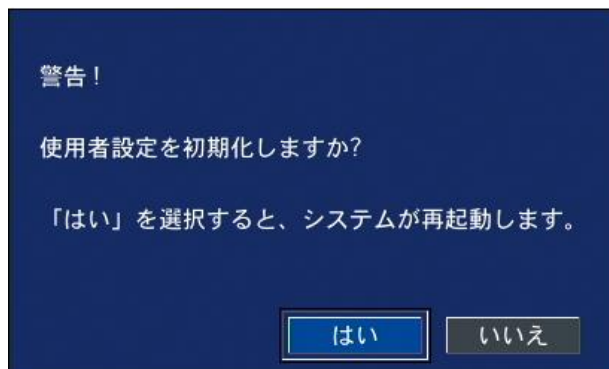 警告！
使用者設定を初期化しますか?
「はい」を選択すると、システムが再起動します。
はい
いいえ